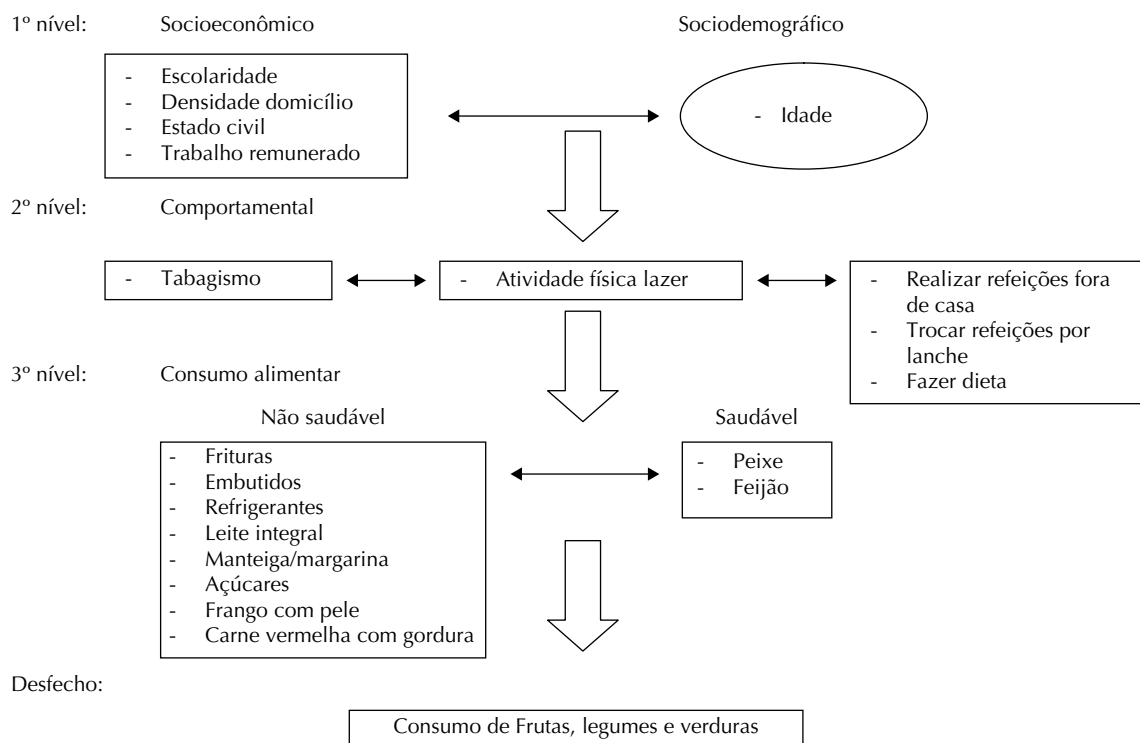 1º nível: Socioeconômico Sociodemográfico
- Escolaridade
- Densidade domicílio
- Estado civil
- Trabalho remunerado
- Idade
2º nível: Comportamental
- Tabagismo
- Atividade física lazer
- Realizar refeições fora
de casa
- Trocar refeições por
lanche
- Fazer dieta
3º nível: Consumo alimentar
Não saudável
- Frituras
- Embutidos
- Refrigerantes
- Leite integral
- Manteiga/margarina
- Açúcares
- Frango com pele
- Carne vermelha com gordura
Saudável
- Peixe
- Feijão
Desfecho:
Consumo de Frutas, legumes e verduras